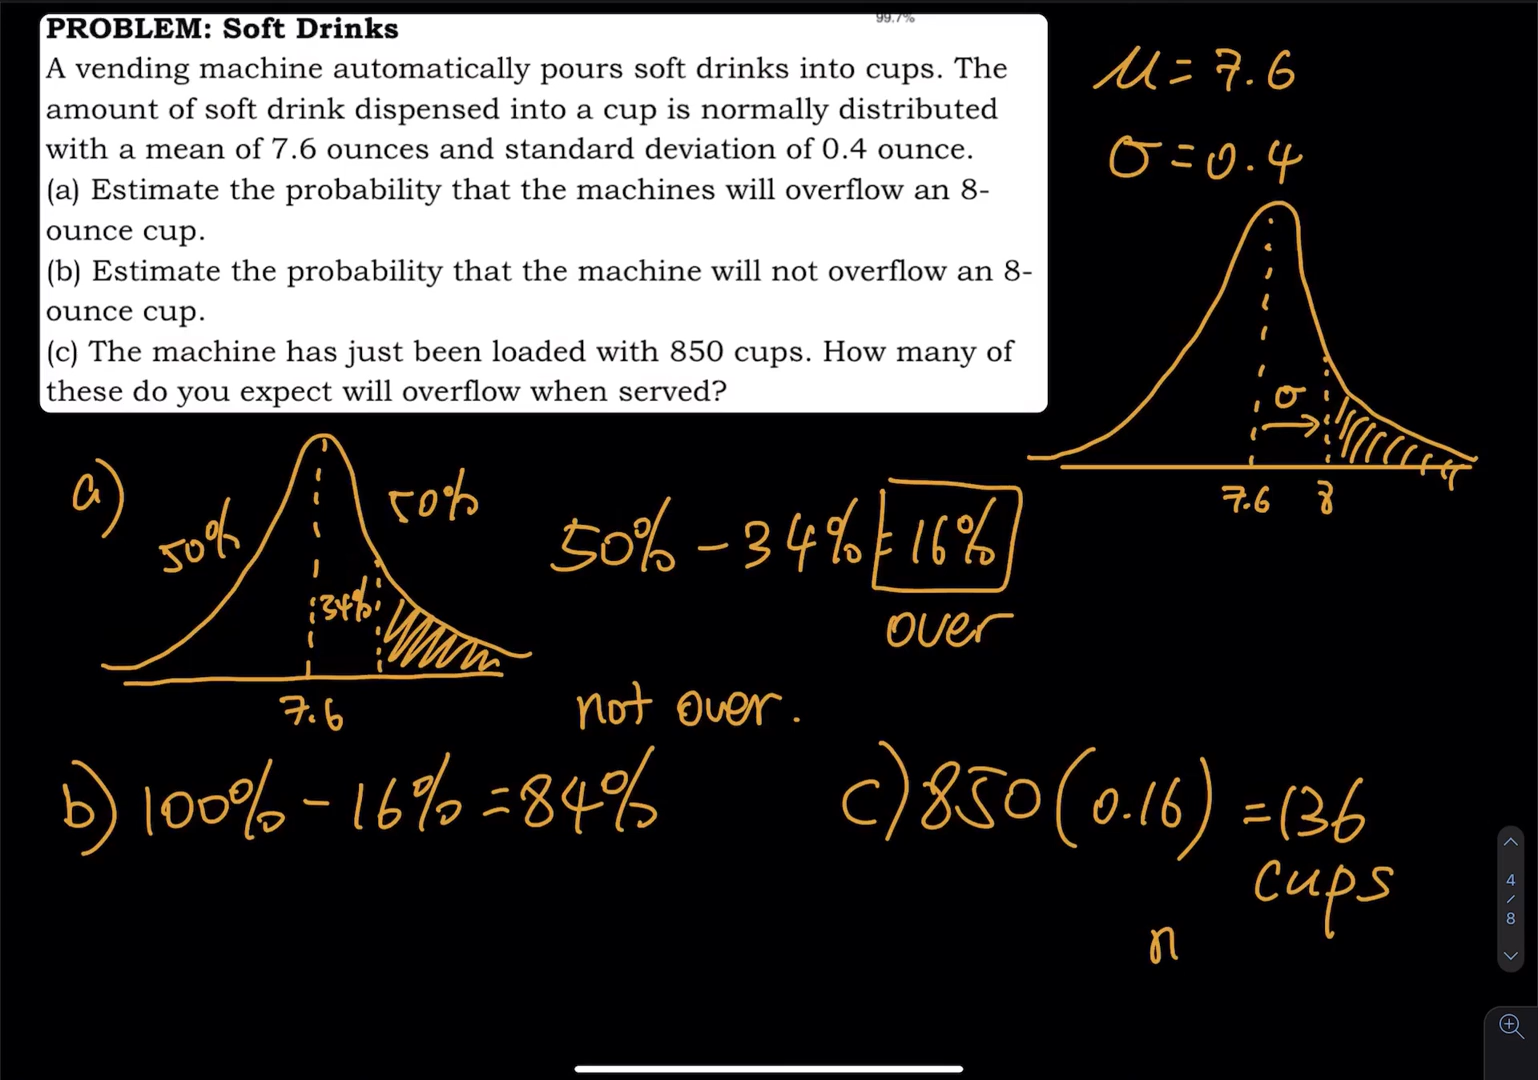 99.7%
PROBLEM: Soft Drinks
A vending machine automatically pours soft drinks into cups. The
amount of soft drink dispensed into a cup is normally distributed
with a mean of 7.6 ounces and standard deviation of 0.4 ounce.
(a) Estimate the probability that the machines will overflow an 8-
ounce cup.
(b) Estimate the probability that the machine will not overflow an 8-
ounce cup.
(c) The machine has just been loaded with 850 cups. How many of
these do you expect will overflow when served?
μ = 7.6
σ = 0.4
σ
7.6 8
a)
50% 50%
34%
7.6
50% - 34% = 16%
over
not over.
b) 100% - 16% = 84%
c) 850 (0.16) = 136
cups
n
4
/
8